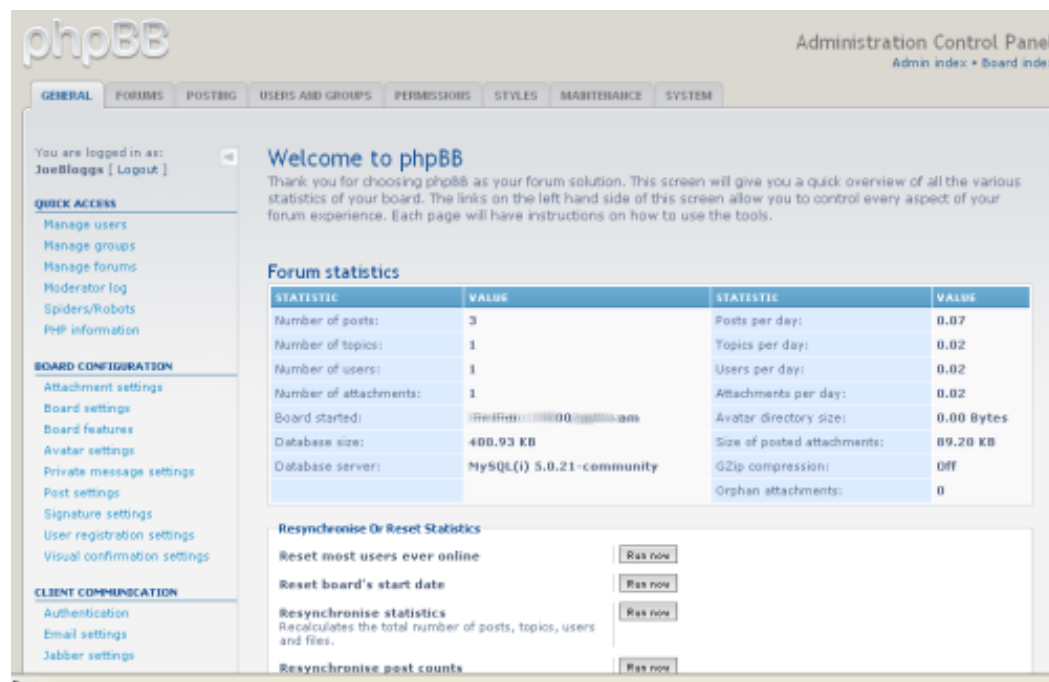 phpBB
Administration Control Pane
Admin index • Board inde
GENERAL FORUMS POSTING USERS AND GROUPS PERMISSIONS STYLES MAINTENANCE SYSTEM
You are logged in as:
JoeBloggs [ Logout ]
QUICK ACCESS
Manage users
Manage groups
Manage forums
Moderator log
Spiders/Robots
PHP information
BOARD CONFIGURATION
Attachment settings
Board settings
Board features
Avatar settings
Private message settings
Post settings
Signature settings
User registration settings
Visual confirmation settings
CLIENT COMMUNICATION
Authentication
Email settings
Jabber settings
Welcome to phpBB
Thank you for choosing phpBB as your forum solution. This screen will give you a quick overview of all the various
statistics of your board. The links on the left hand side of this screen allow you to control every aspect of your
forum experience. Each page will have instructions on how to use the tools.
Forum statistics
STATISTIC VALUE STATISTIC VALUE
Number of posts: 3 Posts per day: 0.07
Number of topics: 1 Topics per day: 0.02
Number of users: 1 Users per day: 0.02
Number of attachments: 1 Attachments per day: 0.02
Board started: am Avatar directory size: 0.00 Bytes
Database size: 400.93 KB Size of posted attachments: 89.20 KB
Database server: MySQL(i) 5.0.21-community GZip compression: Off
Orphan attachments: 0
Resynchronise Or Reset Statistics
Reset most users ever online Run now
Reset board's start date Run now
Resynchronise statistics Run now
Recalculates the total number of posts, topics, users
and files.
Resynchronise post counts Run now